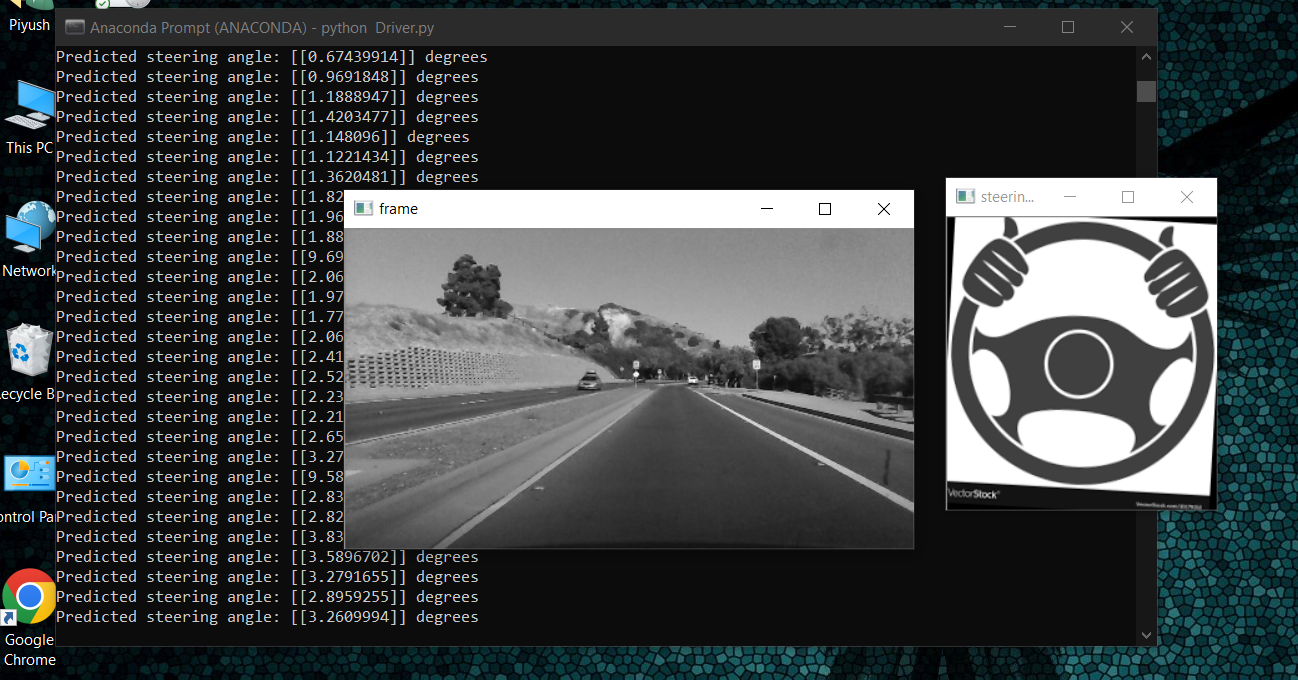 Piyush
This PC
Network
ecycle B
ontrol Pa
Google
Chrome
Anaconda Prompt (ANACONDA) - python  Driver.py
Predicted steering angle: [[0.67439914]] degrees
Predicted steering angle: [[0.9691848]] degrees
Predicted steering angle: [[1.1888947]] degrees
Predicted steering angle: [[1.4203477]] degrees
Predicted steering angle: [[1.148096]] degrees
Predicted steering angle: [[1.1221434]] degrees
Predicted steering angle: [[1.3620481]] degrees
Predicted steering angle: [[1.82
Predicted steering angle: [[1.96
Predicted steering angle: [[1.88
Predicted steering angle: [[9.69
Predicted steering angle: [[2.06
Predicted steering angle: [[1.97
Predicted steering angle: [[1.77
Predicted steering angle: [[2.06
Predicted steering angle: [[2.41
Predicted steering angle: [[2.52
Predicted steering angle: [[2.23
Predicted steering angle: [[2.21
Predicted steering angle: [[2.65
Predicted steering angle: [[3.27
Predicted steering angle: [[9.58
Predicted steering angle: [[2.83
Predicted steering angle: [[2.82
Predicted steering angle: [[3.83
Predicted steering angle: [[3.5896702]] degrees
Predicted steering angle: [[3.2791655]] degrees
Predicted steering angle: [[2.8959255]] degrees
Predicted steering angle: [[3.2609994]] degrees
frame
steerin...
VectorStock®